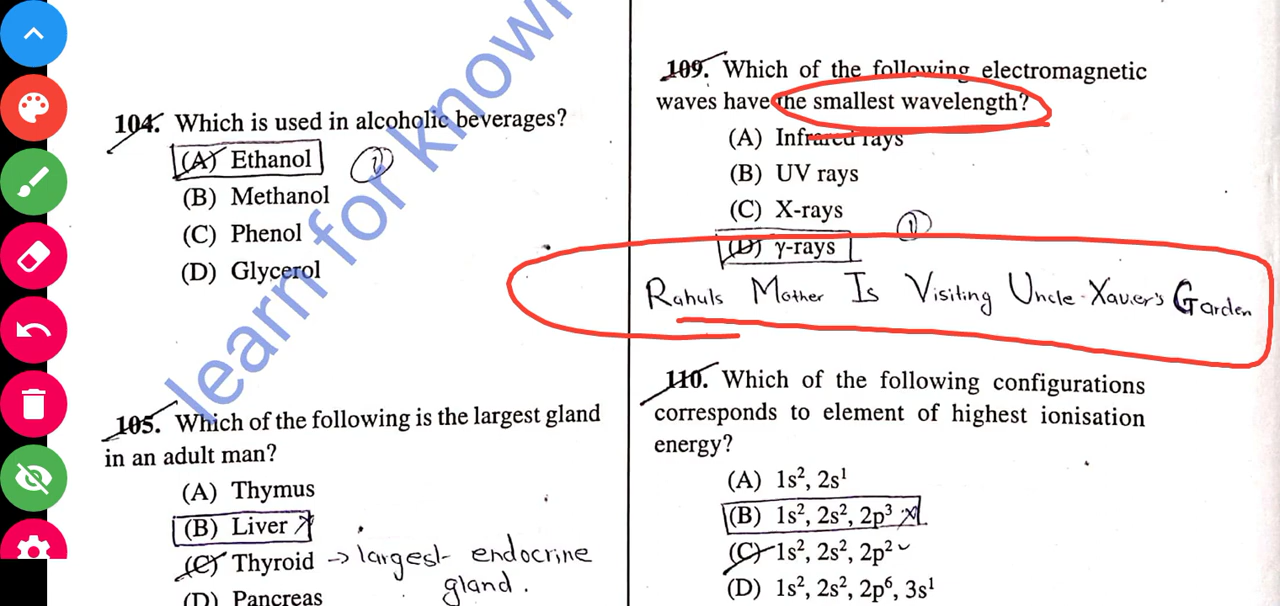 learn for know
104. Which is used in alcoholic beverages?
(A) Ethanol
(B) Methanol
(C) Phenol
(D) Glycerol
105. Which of the following is the largest gland
in an adult man?
(A) Thymus
(B) Liver
(C) Thyroid → largest endocrine
gland.
(D) Pancreas
109. Which of the following electromagnetic
waves have the smallest wavelength?
(A) Infrared rays
(B) UV rays
(C) X-rays
(D) γ-rays
Rahuls Mother Is Visiting Uncle Xavier's Garden
110. Which of the following configurations
corresponds to element of highest ionisation
energy?
(A) 1s², 2s¹
(B) 1s², 2s², 2p³
(C) 1s², 2s², 2p²
(D) 1s², 2s², 2p⁶, 3s¹